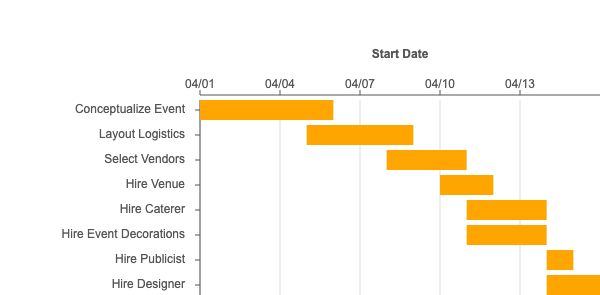 Start Date
04/01 04/04 04/07 04/10 04/13
Conceptualize Event
Layout Logistics
Select Vendors
Hire Venue
Hire Caterer
Hire Event Decorations
Hire Publicist
Hire Designer